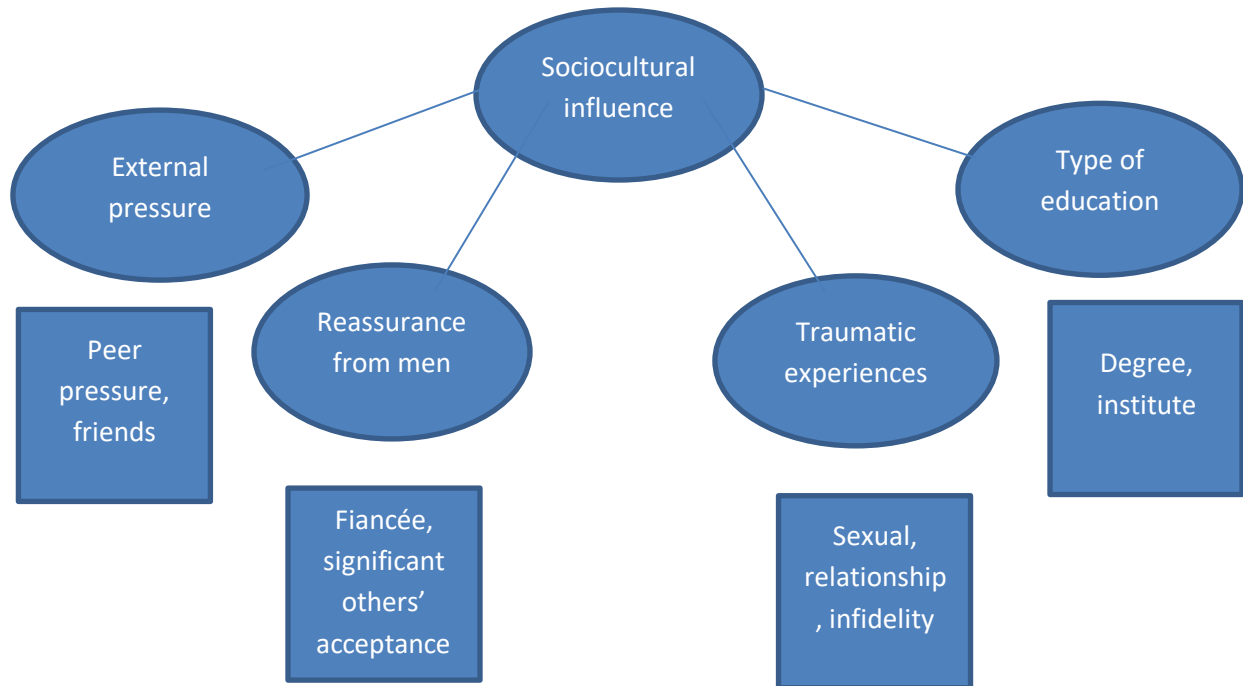 Sociocultural
influence
External
pressure
Type of
education
Reassurance
from men
Traumatic
experiences
Peer
pressure,
friends
Degree,
institute
Fiancée,
significant
others’
acceptance
Sexual,
relationship
, infidelity